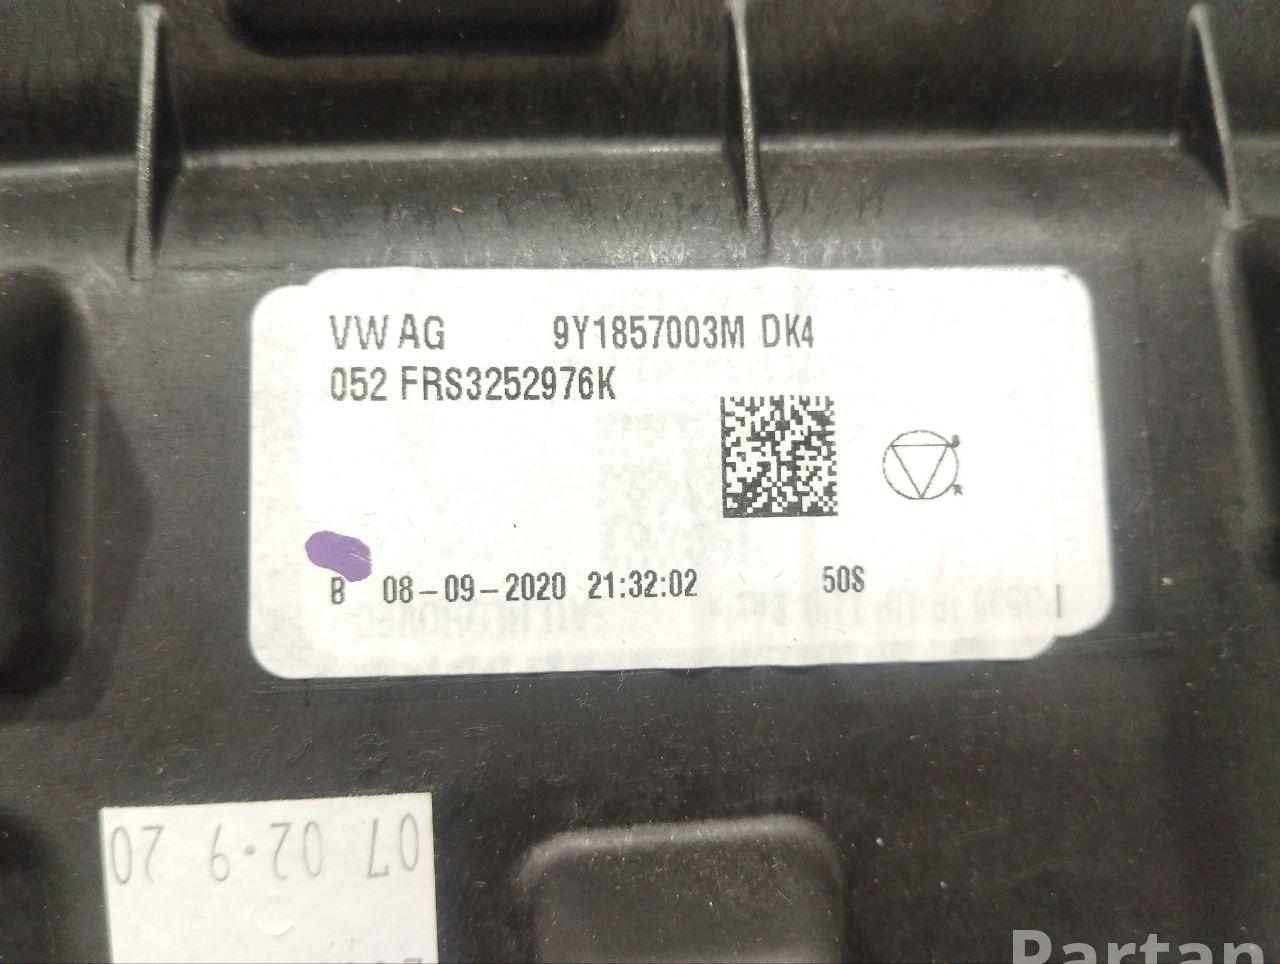 VW AG 9Y1857003M DK4
052 FRS3252976K
B 08-09-2020 21:32:02 50S
07 02.9 20
Partan